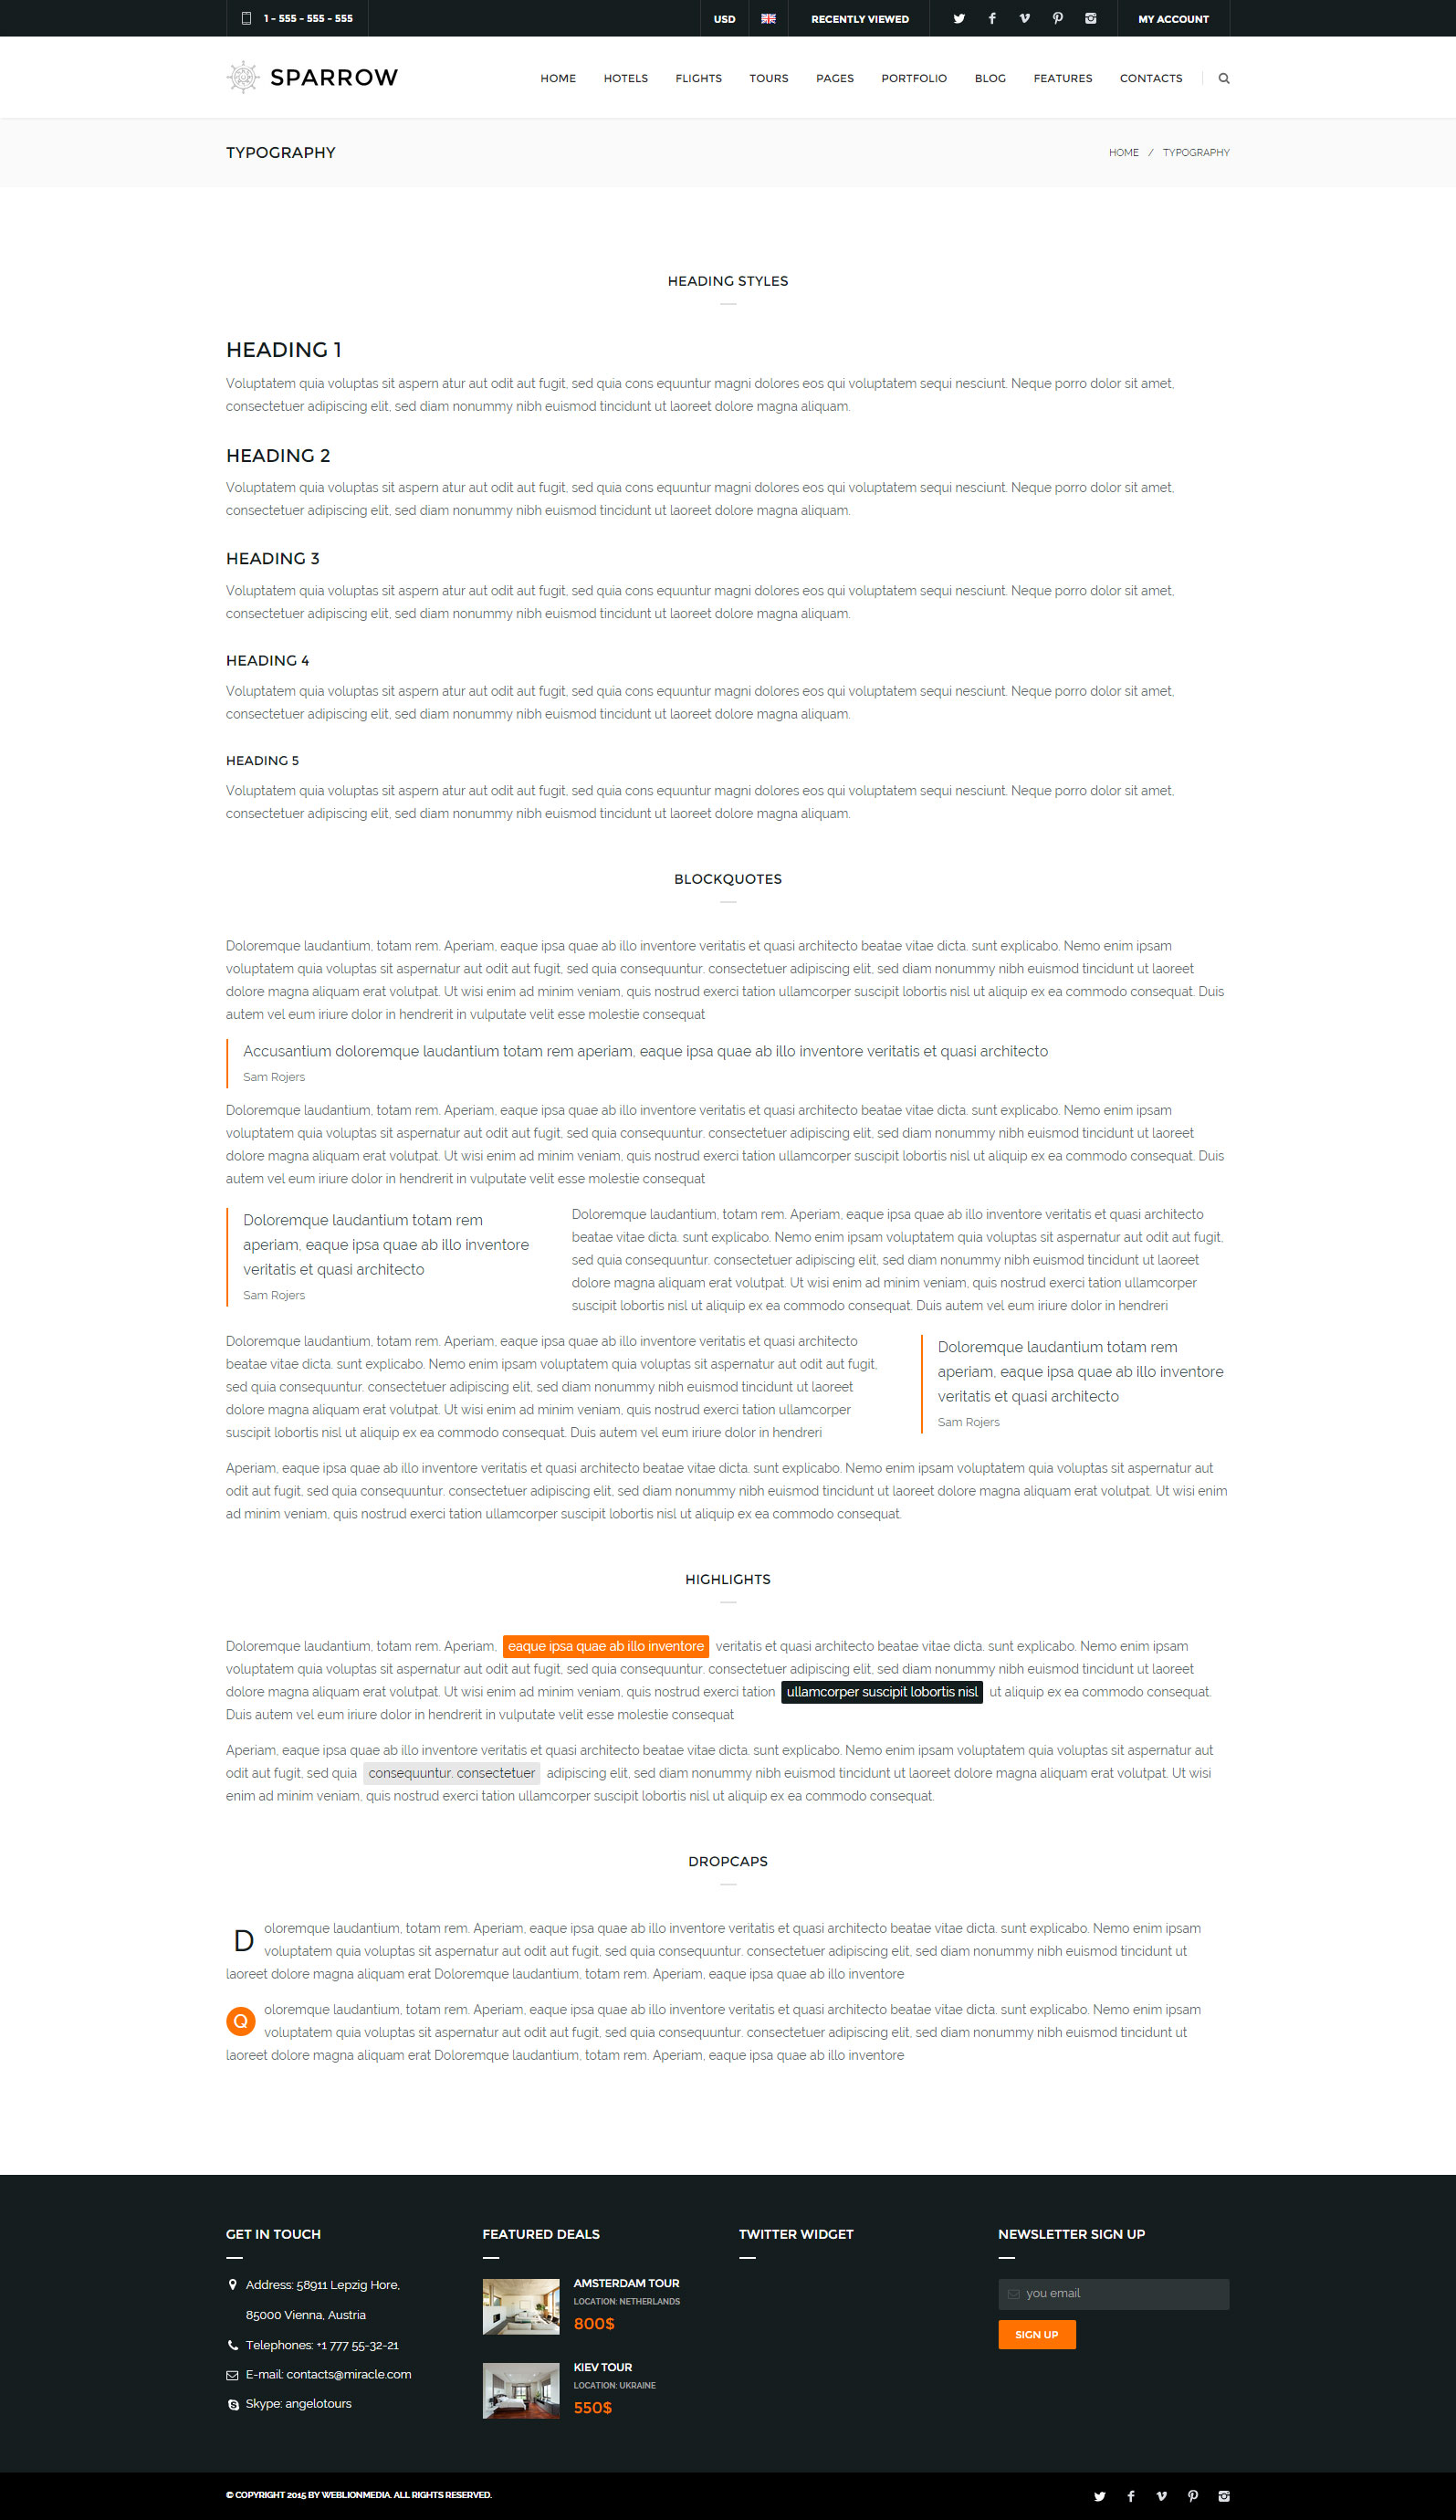 1 - 555 - 555 - 555
USD
RECENTLY VIEWED
MY ACCOUNT
SPARROW
HOME HOTELS FLIGHTS TOURS PAGES PORTFOLIO BLOG FEATURES CONTACTS
TYPOGRAPHY
HOME / TYPOGRAPHY
HEADING STYLES
HEADING 1
Voluptatem quia voluptas sit aspern atur aut odit aut fugit, sed quia cons equuntur magni dolores eos qui voluptatem sequi nesciunt. Neque porro dolor sit amet,
consectetuer adipiscing elit, sed diam nonummy nibh euismod tincidunt ut laoreet dolore magna aliquam.
HEADING 2
Voluptatem quia voluptas sit aspern atur aut odit aut fugit, sed quia cons equuntur magni dolores eos qui voluptatem sequi nesciunt. Neque porro dolor sit amet,
consectetuer adipiscing elit, sed diam nonummy nibh euismod tincidunt ut laoreet dolore magna aliquam.
HEADING 3
Voluptatem quia voluptas sit aspern atur aut odit aut fugit, sed quia cons equuntur magni dolores eos qui voluptatem sequi nesciunt. Neque porro dolor sit amet,
consectetuer adipiscing elit, sed diam nonummy nibh euismod tincidunt ut laoreet dolore magna aliquam.
HEADING 4
Voluptatem quia voluptas sit aspern atur aut odit aut fugit, sed quia cons equuntur magni dolores eos qui voluptatem sequi nesciunt. Neque porro dolor sit amet,
consectetuer adipiscing elit, sed diam nonummy nibh euismod tincidunt ut laoreet dolore magna aliquam.
HEADING 5
Voluptatem quia voluptas sit aspern atur aut odit aut fugit, sed quia cons equuntur magni dolores eos qui voluptatem sequi nesciunt. Neque porro dolor sit amet,
consectetuer adipiscing elit, sed diam nonummy nibh euismod tincidunt ut laoreet dolore magna aliquam.
BLOCKQUOTES
Doloremque laudantium, totam rem. Aperiam, eaque ipsa quae ab illo inventore veritatis et quasi architecto beatae vitae dicta. sunt explicabo. Nemo enim ipsam
voluptatem quia voluptas sit aspernatur aut odit aut fugit, sed quia consequuntur. consectetuer adipiscing elit, sed diam nonummy nibh euismod tincidunt ut laoreet
dolore magna aliquam erat volutpat. Ut wisi enim ad minim veniam, quis nostrud exerci tation ullamcorper suscipit lobortis nisl ut aliquip ex ea commodo consequat. Duis
autem vel eum iriure dolor in hendrerit in vulputate velit esse molestie consequat
Accusantium doloremque laudantium totam rem aperiam, eaque ipsa quae ab illo inventore veritatis et quasi architecto
Sam Rojers
Doloremque laudantium, totam rem. Aperiam, eaque ipsa quae ab illo inventore veritatis et quasi architecto beatae vitae dicta. sunt explicabo. Nemo enim ipsam
voluptatem quia voluptas sit aspernatur aut odit aut fugit, sed quia consequuntur. consectetuer adipiscing elit, sed diam nonummy nibh euismod tincidunt ut laoreet
dolore magna aliquam erat volutpat. Ut wisi enim ad minim veniam, quis nostrud exerci tation ullamcorper suscipit lobortis nisl ut aliquip ex ea commodo consequat. Duis
autem vel eum iriure dolor in hendrerit in vulputate velit esse molestie consequat
Doloremque laudantium totam rem
aperiam, eaque ipsa quae ab illo inventore
veritatis et quasi architecto
Sam Rojers
Doloremque laudantium, totam rem. Aperiam, eaque ipsa quae ab illo inventore veritatis et quasi architecto
beatae vitae dicta. sunt explicabo. Nemo enim ipsam voluptatem quia voluptas sit aspernatur aut odit aut fugit,
sed quia consequuntur. consectetuer adipiscing elit, sed diam nonummy nibh euismod tincidunt ut laoreet
dolore magna aliquam erat volutpat. Ut wisi enim ad minim veniam, quis nostrud exerci tation ullamcorper
suscipit lobortis nisl ut aliquip ex ea commodo consequat. Duis autem vel eum iriure dolor in hendreri
Doloremque laudantium, totam rem. Aperiam, eaque ipsa quae ab illo inventore veritatis et quasi architecto
beatae vitae dicta. sunt explicabo. Nemo enim ipsam voluptatem quia voluptas sit aspernatur aut odit aut fugit,
sed quia consequuntur. consectetuer adipiscing elit, sed diam nonummy nibh euismod tincidunt ut laoreet
dolore magna aliquam erat volutpat. Ut wisi enim ad minim veniam, quis nostrud exerci tation ullamcorper
suscipit lobortis nisl ut aliquip ex ea commodo consequat. Duis autem vel eum iriure dolor in hendreri
Doloremque laudantium totam rem
aperiam, eaque ipsa quae ab illo inventore
veritatis et quasi architecto
Sam Rojers
Aperiam, eaque ipsa quae ab illo inventore veritatis et quasi architecto beatae vitae dicta. sunt explicabo. Nemo enim ipsam voluptatem quia voluptas sit aspernatur aut
odit aut fugit, sed quia consequuntur. consectetuer adipiscing elit, sed diam nonummy nibh euismod tincidunt ut laoreet dolore magna aliquam erat volutpat. Ut wisi enim
ad minim veniam, quis nostrud exerci tation ullamcorper suscipit lobortis nisl ut aliquip ex ea commodo consequat.
HIGHLIGHTS
Doloremque laudantium, totam rem. Aperiam, eaque ipsa quae ab illo inventore veritatis et quasi architecto beatae vitae dicta. sunt explicabo. Nemo enim ipsam
voluptatem quia voluptas sit aspernatur aut odit aut fugit, sed quia consequuntur. consectetuer adipiscing elit, sed diam nonummy nibh euismod tincidunt ut laoreet
dolore magna aliquam erat volutpat. Ut wisi enim ad minim veniam, quis nostrud exerci tation ullamcorper suscipit lobortis nisl ut aliquip ex ea commodo consequat.
Duis autem vel eum iriure dolor in hendrerit in vulputate velit esse molestie consequat
Aperiam, eaque ipsa quae ab illo inventore veritatis et quasi architecto beatae vitae dicta. sunt explicabo. Nemo enim ipsam voluptatem quia voluptas sit aspernatur aut
odit aut fugit, sed quia consequuntur. consectetuer adipiscing elit, sed diam nonummy nibh euismod tincidunt ut laoreet dolore magna aliquam erat volutpat. Ut wisi
enim ad minim veniam, quis nostrud exerci tation ullamcorper suscipit lobortis nisl ut aliquip ex ea commodo consequat.
DROPCAPS
D oloremque laudantium, totam rem. Aperiam, eaque ipsa quae ab illo inventore veritatis et quasi architecto beatae vitae dicta. sunt explicabo. Nemo enim ipsam
voluptatem quia voluptas sit aspernatur aut odit aut fugit, sed quia consequuntur. consectetuer adipiscing elit, sed diam nonummy nibh euismod tincidunt ut
laoreet dolore magna aliquam erat Doloremque laudantium, totam rem. Aperiam, eaque ipsa quae ab illo inventore
Q oloremque laudantium, totam rem. Aperiam, eaque ipsa quae ab illo inventore veritatis et quasi architecto beatae vitae dicta. sunt explicabo. Nemo enim ipsam
voluptatem quia voluptas sit aspernatur aut odit aut fugit, sed quia consequuntur. consectetuer adipiscing elit, sed diam nonummy nibh euismod tincidunt ut
laoreet dolore magna aliquam erat Doloremque laudantium, totam rem. Aperiam, eaque ipsa quae ab illo inventore
GET IN TOUCH
Address: 58911 Lepzig Hore,
85000 Vienna, Austria
Telephones: +1 777 55-32-21
E-mail: contacts@miracle.com
Skype: angelotours
FEATURED DEALS
AMSTERDAM TOUR
LOCATION: NETHERLANDS
800$
KIEV TOUR
LOCATION: UKRAINE
550$
TWITTER WIDGET
NEWSLETTER SIGN UP
you email
SIGN UP
© COPYRIGHT 2015 BY WEBLIONMEDIA. ALL RIGHTS RESERVED.